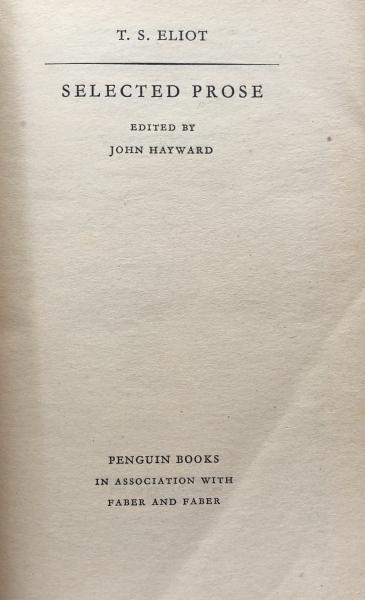 T. S. ELIOT
SELECTED PROSE
EDITED BY
JOHN HAYWARD
PENGUIN BOOKS
IN ASSOCIATION WITH
FABER AND FABER